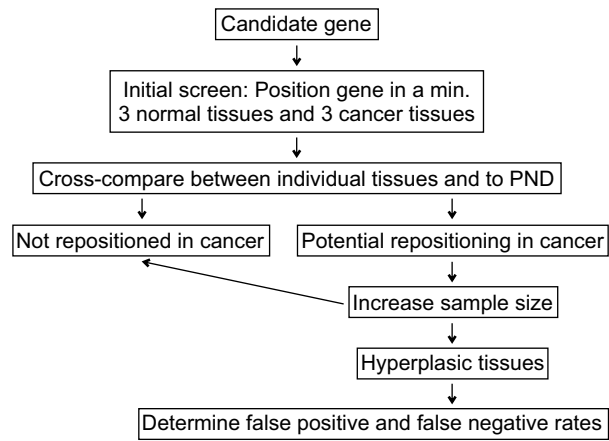 Candidate gene
Initial screen: Position gene in a min.
3 normal tissues and 3 cancer tissues
Cross-compare between individual tissues and to PND
Not repositioned in cancer
Potential repositioning in cancer
Increase sample size
Hyperplasic tissues
Determine false positive and false negative rates